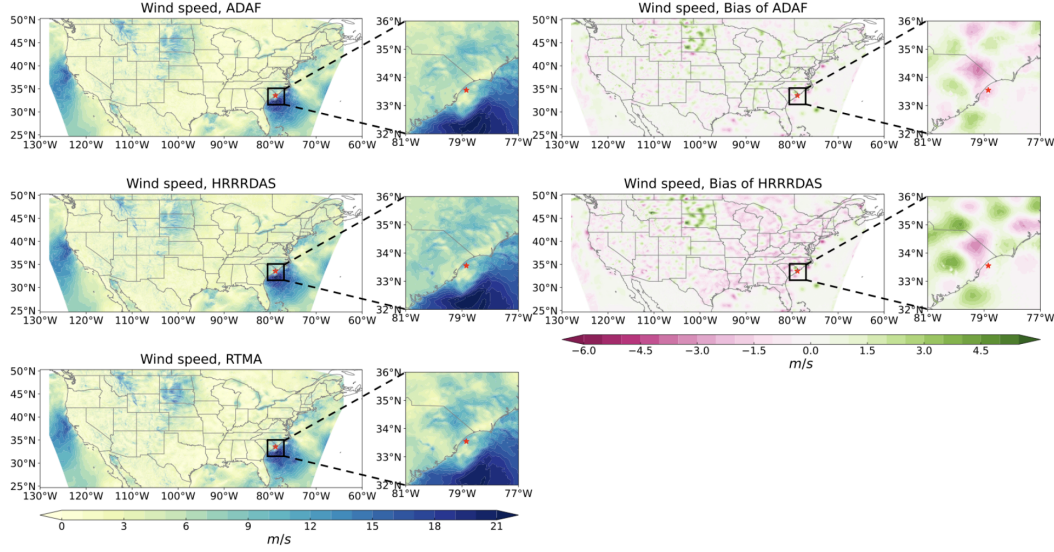 Wind speed, ADAF
50°N
45°N
40°N
35°N
30°N
25°N
130°W 120°W 110°W 100°W 90°W 80°W 70°W 60°W
36°N
34°N
33°N
32°N
81°W 79°W 77°W
Wind speed, Bias of ADAF
50°N
45°N
40°N
35°N
30°N
25°N
130°W 120°W 110°W 100°W 90°W 80°W 70°W 60°W
36°N
34°N
33°N
32°N
81°W 79°W 77°W
Wind speed, HRRRDAS
50°N
45°N
40°N
35°N
30°N
25°N
130°W 120°W 110°W 100°W 90°W 80°W 70°W 60°W
36°N
34°N
33°N
32°N
81°W 79°W 77°W
Wind speed, Bias of HRRRDAS
50°N
45°N
40°N
35°N
30°N
25°N
130°W 120°W 110°W 100°W 90°W 80°W 70°W 60°W
36°N
34°N
33°N
32°N
81°W 79°W 77°W
−6.0 −4.5 −3.0 −1.5 0.0 1.5 3.0 4.5
m/s
Wind speed, RTMA
50°N
45°N
40°N
35°N
30°N
25°N
130°W 120°W 110°W 100°W 90°W 80°W 70°W 60°W
36°N
34°N
33°N
32°N
81°W 79°W 77°W
0 3 6 9 12 15 18 21
m/s